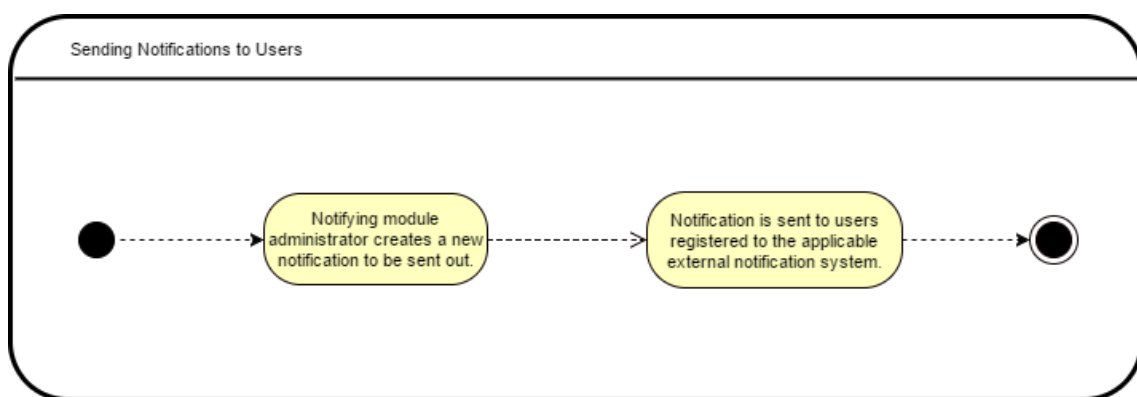 Sending Notifications to Users
Notifying module
administrator creates a new
notification to be sent out.
Notification is sent to users
registered to the applicable
external notification system.